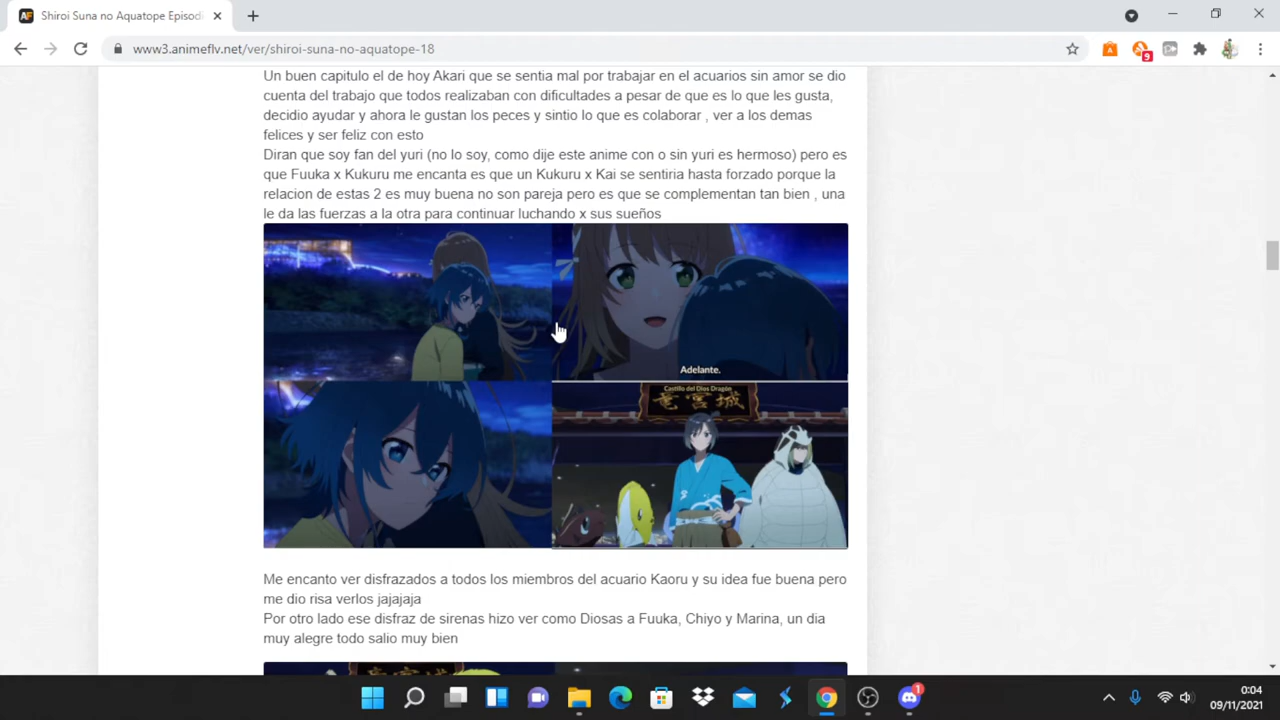 Shiroi Suna no Aquatope Episodi
www3.animeflv.net/ver/shiroi-suna-no-aquatope-18
9
Un buen capitulo el de hoy Akari que se sentia mal por trabajar en el acuarios sin amor se dio
cuenta del trabajo que todos realizaban con dificultades a pesar de que es lo que les gusta,
decidio ayudar y ahora le gustan los peces y sintio lo que es colaborar , ver a los demas
felices y ser feliz con esto
Diran que soy fan del yuri (no lo soy, como dije este anime con o sin yuri es hermoso) pero es
que Fuuka x Kukuru me encanta es que un Kukuru x Kai se sentiria hasta forzado porque la
relacion de estas 2 es muy buena no son pareja pero es que se complementan tan bien , una
le da las fuerzas a la otra para continuar luchando x sus sueños
Adelante.
Castillo del Dios Dragón
竜宮城
Me encanto ver disfrazados a todos los miembros del acuario Kaoru y su idea fue buena pero
me dio risa verlos jajajaja
Por otro lado ese disfraz de sirenas hizo ver como Diosas a Fuuka, Chiyo y Marina, un dia
muy alegre todo salio muy bien
1
0:04
09/11/2021